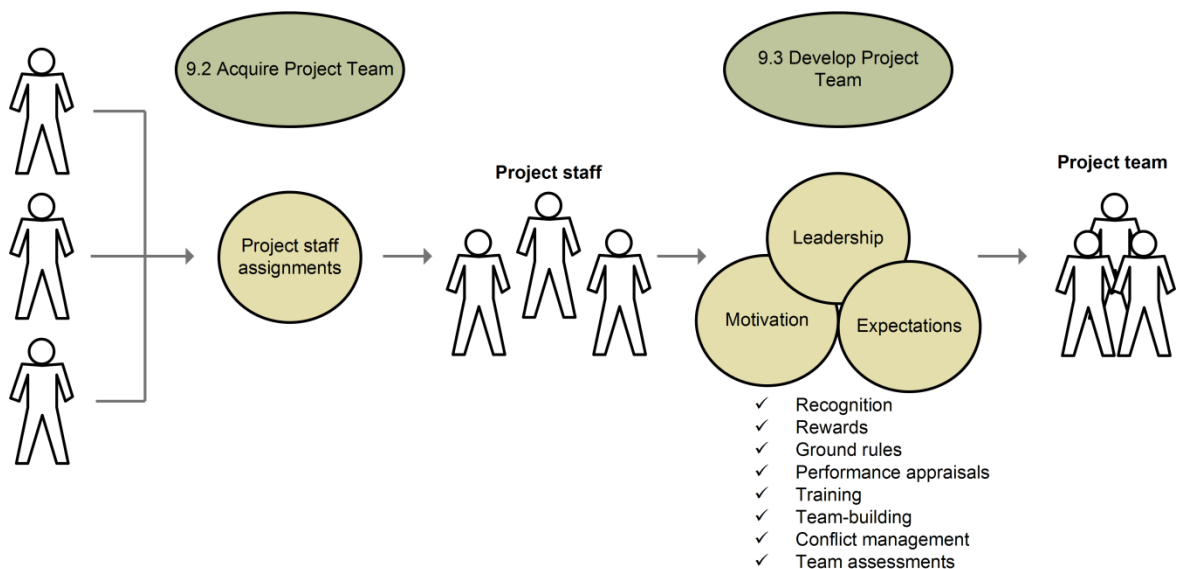 9.2 Acquire Project Team
9.3 Develop Project
Team
Project staff
Project team
Project staff
assignments
Leadership
Motivation
Expectations
✓ Recognition
✓ Rewards
✓ Ground rules
✓ Performance appraisals
✓ Training
✓ Team-building
✓ Conflict management
✓ Team assessments